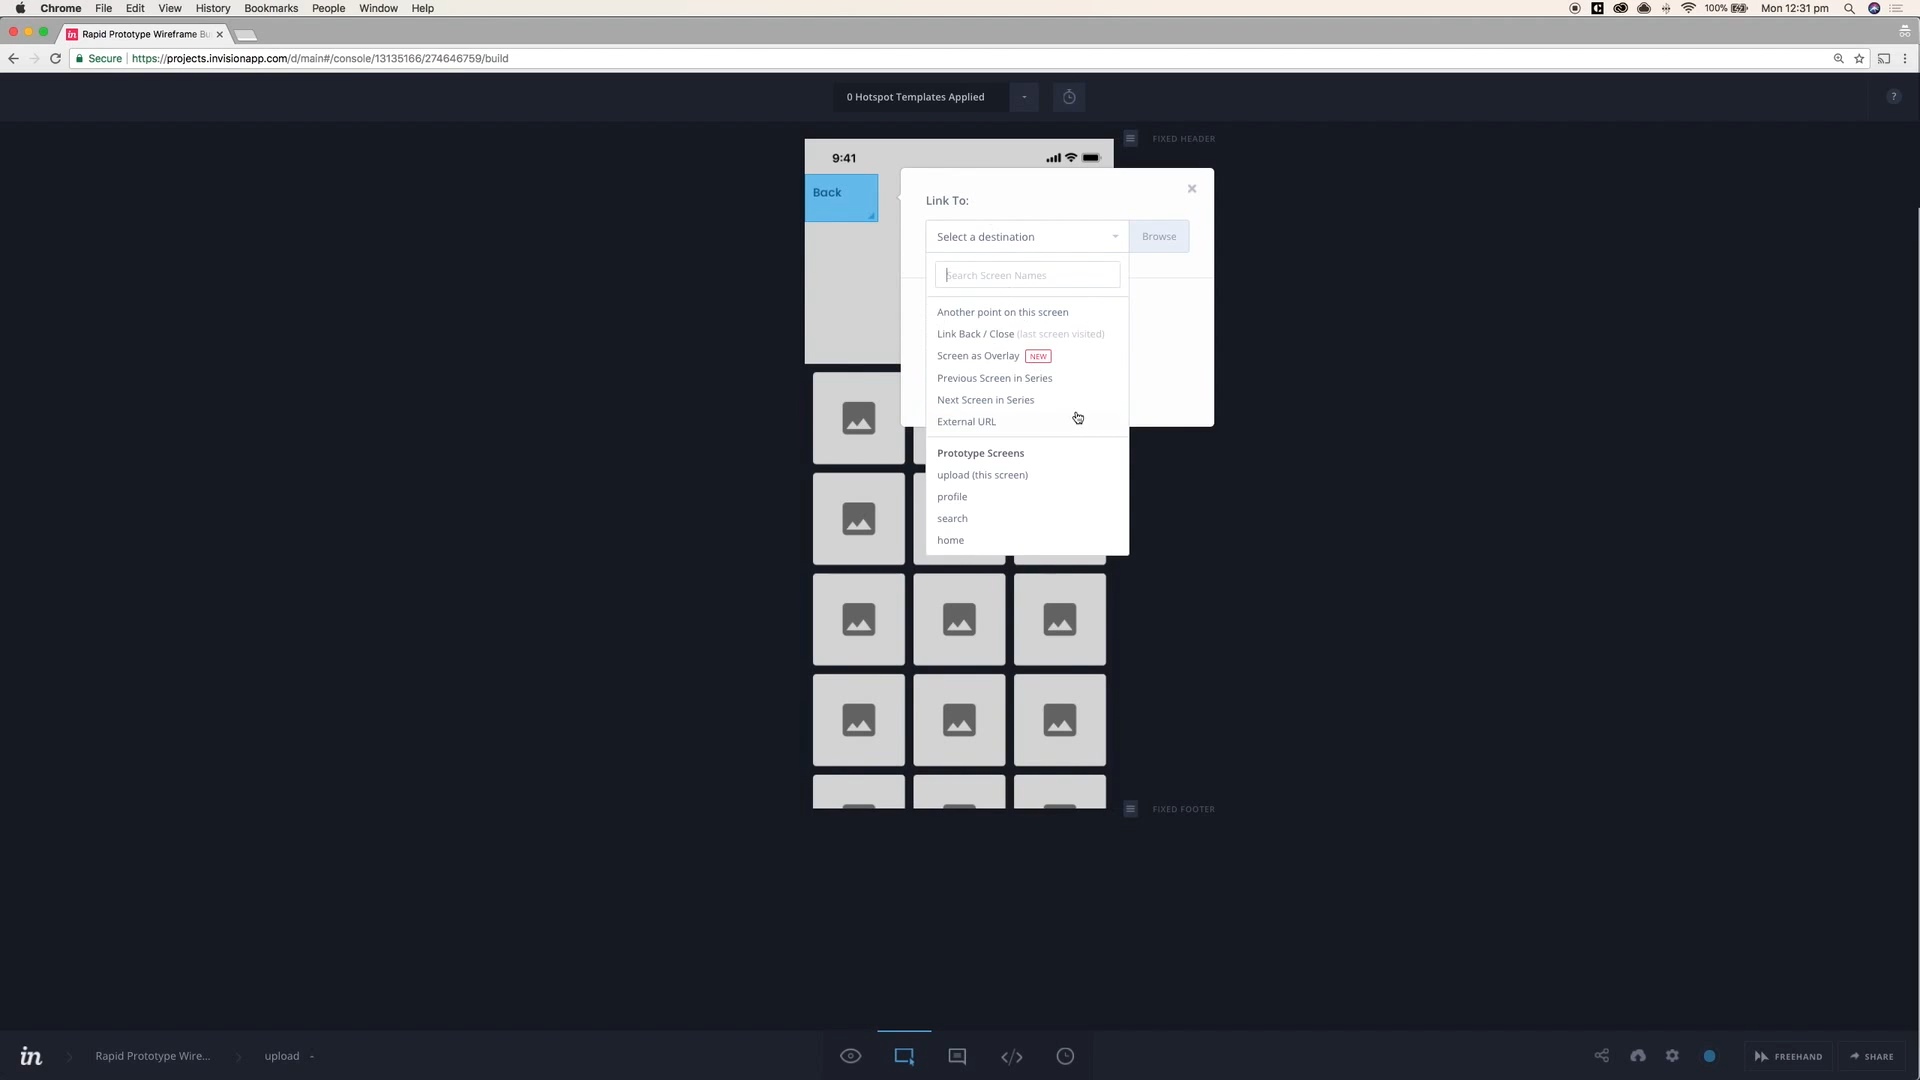 Chrome File Edit View History Bookmarks People Window Help 100% Mon 12:31 pm
in Rapid Prototype Wireframe Bu
Secure https://projects.invisionapp.com/d/main#/console/13135166/274646759/build
0 Hotspot Templates Applied
?
FIXED HEADER
9:41
Back
Link To:
Select a destination
Browse
Search Screen Names
Another point on this screen
Link Back / Close (last screen visited)
Screen as Overlay NEW
Previous Screen in Series
Next Screen in Series
External URL
Prototype Screens
upload (this screen)
profile
search
home
FIXED FOOTER
in Rapid Prototype Wire... upload
FREEHAND
SHARE